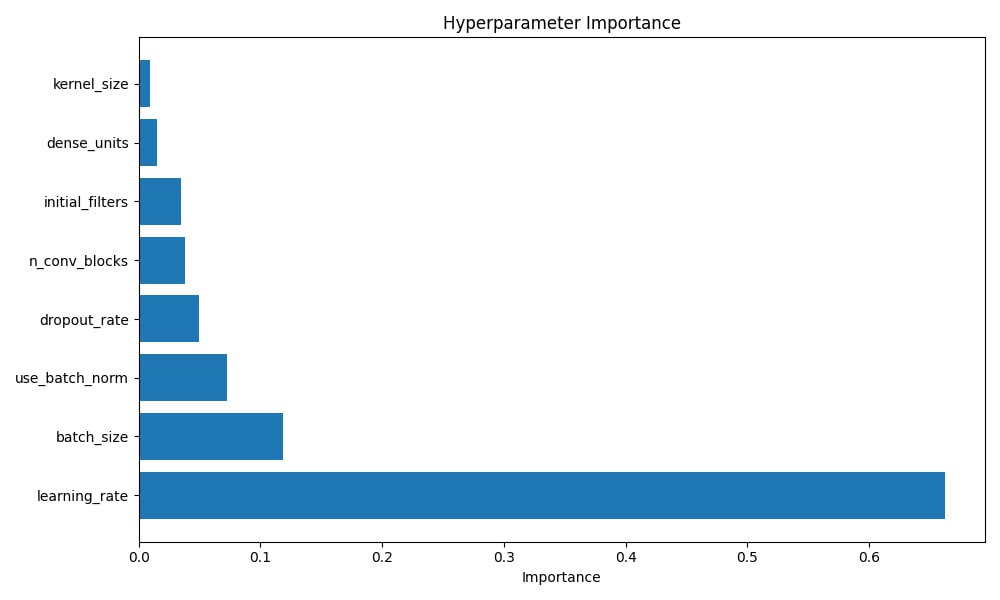 Hyperparameter Importance
kernel_size
dense_units
initial_filters
n_conv_blocks
dropout_rate
use_batch_norm
batch_size
learning_rate
0.0 0.1 0.2 0.3 0.4 0.5 0.6
Importance